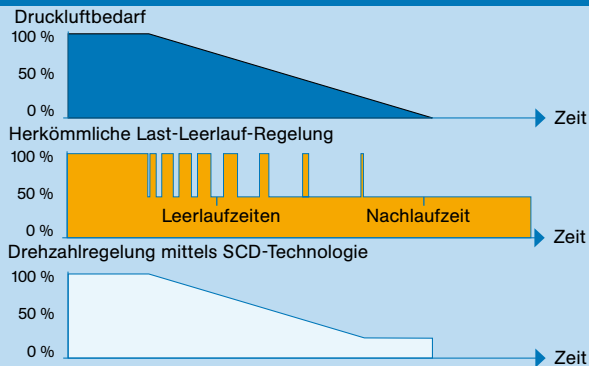 Druckluftbedarf
100 %
50 %
0 %
Zeit
Herkömmliche Last-Leerlauf-Regelung
100 %
50 %
Leerlaufzeiten Nachlaufzeit
0 %
Zeit
Drehzahlregelung mittels SCD-Technologie
100 %
50 %
0 %
Zeit